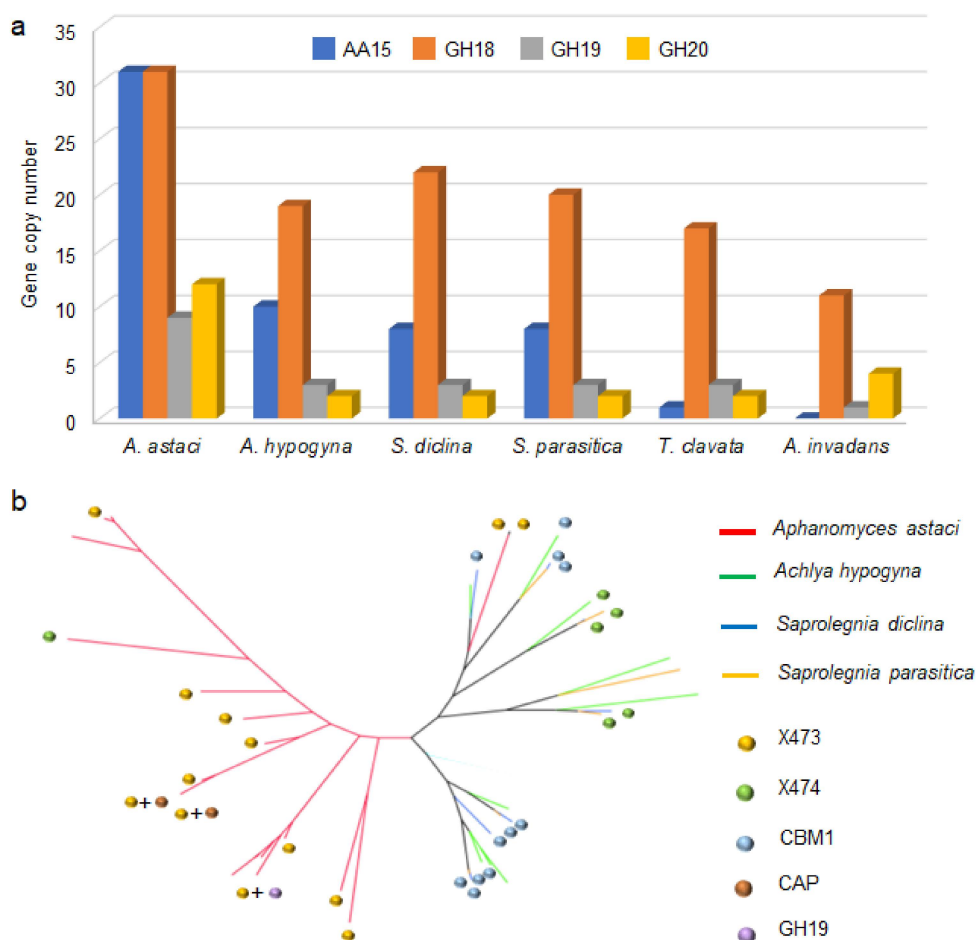 a
35
30
25
20
15
10
5
0
Gene copy number
AA15 GH18 GH19 GH20
A. astaci A. hypogyna S. diclina S. parasitica T. clavata A. invadans
b
Aphanomyces astaci
Achlya hypogyna
Saprolegnia diclina
Saprolegnia parasitica
X473
X474
CBM1
CAP
GH19
+
+
+